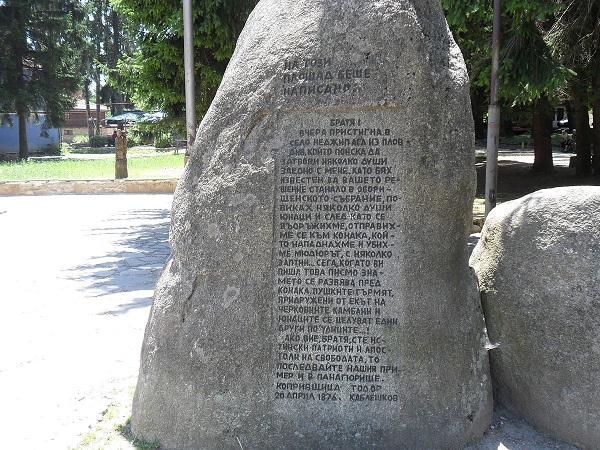 НА ТОЗИ
ПЛОЩАД БЕШЕ
НАПИСАНО:
БРАТЯ!
ВЧЕРА ПРИСТИГНА В
СЕЛО НЕДЖИП АГА ИЗ ПЛОВ-
ДИВ, КОЙТО ПОИСКА ДА
ЗАТВОРИ НЯКОЛКО ДУШИ
ЗАЕДНО С МЕНЕ. КАТО БЯХ
ИЗВЕСТЕН ЗА ВАШЕТО РЕ-
ШЕНИЕ СТАНАЛО В ОБОРИ-
ЩЕНСКОТО СЪБРАНИЕ, ПО-
ВИКАХ НЯКОЛКО ДУШИ
ЮНАЦИ И СЛЕД КАТО СЕ
ВЪОРЪЖИХМЕ, ОТПРАВИХ-
МЕ СЕ КЪМ КОНАКА, КОЙ-
ТО НАПАДНАХМЕ И УБИХ-
МЕ МЮДЮРЪТ, С НЯКОЛКО
ЗАПТИИ... СЕГА, КОГАТО ВИ
ПИША ТОВА ПИСМО ЗНА-
МЕТО СЕ РАЗВЯВА ПРЕД
КОНАКА. ПУШКИТЕ ГЪРМЯТ,
ПРИДРУЖЕНИ ОТ ЕКЪТ НА
ЧЕРКОВНИТЕ КАМБАНИ И
ЮНАЦИТЕ СЕ ЦЕЛУВАТ ЕДИН
ДРУГИ ПО УЛИЦИТЕ...!
АКО, ВИЕ, БРАТЯ, СТЕ ИС-
ТИНСКИ ПАТРИОТИ И АПОС-
ТОЛИ НА СВОБОДАТА, ТО
ПОСЛЕДВАЙТЕ НАШИЯ ПРИ-
МЕР И В ПАНАГЮРИЩЕ.
КОПРИВЩИЦА ТОДОР
20 АПРИЛ 1876. КАБЛЕШКОВ